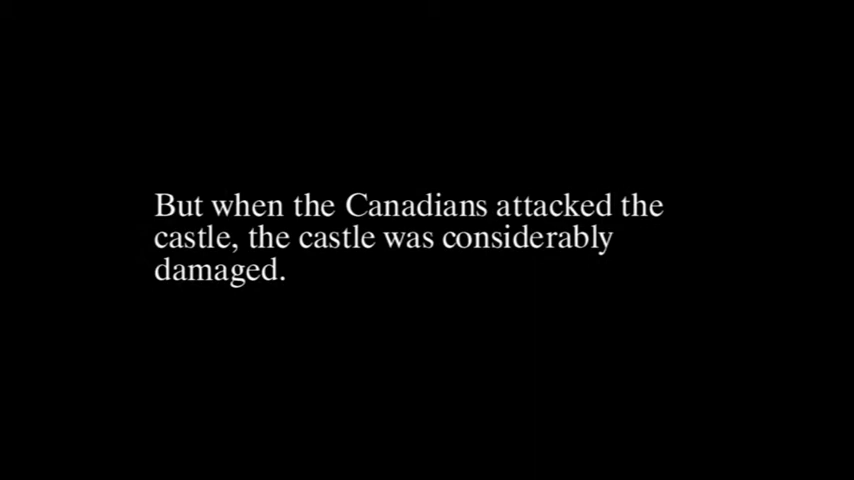 But when the Canadians attacked the
castle, the castle was considerably
damaged.